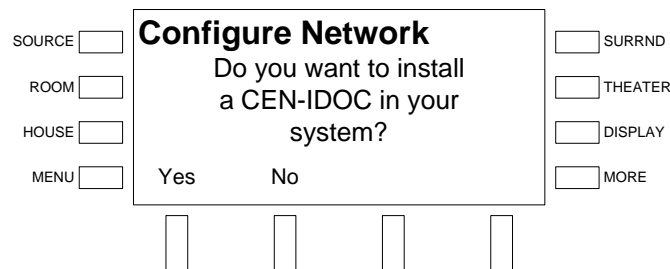 Configure Network
SOURCE
SURRND
Do you want to install
ROOM
THEATER
a CEN-IDOC in your
HOUSE
system?
DISPLAY
MENU
Yes No
MORE